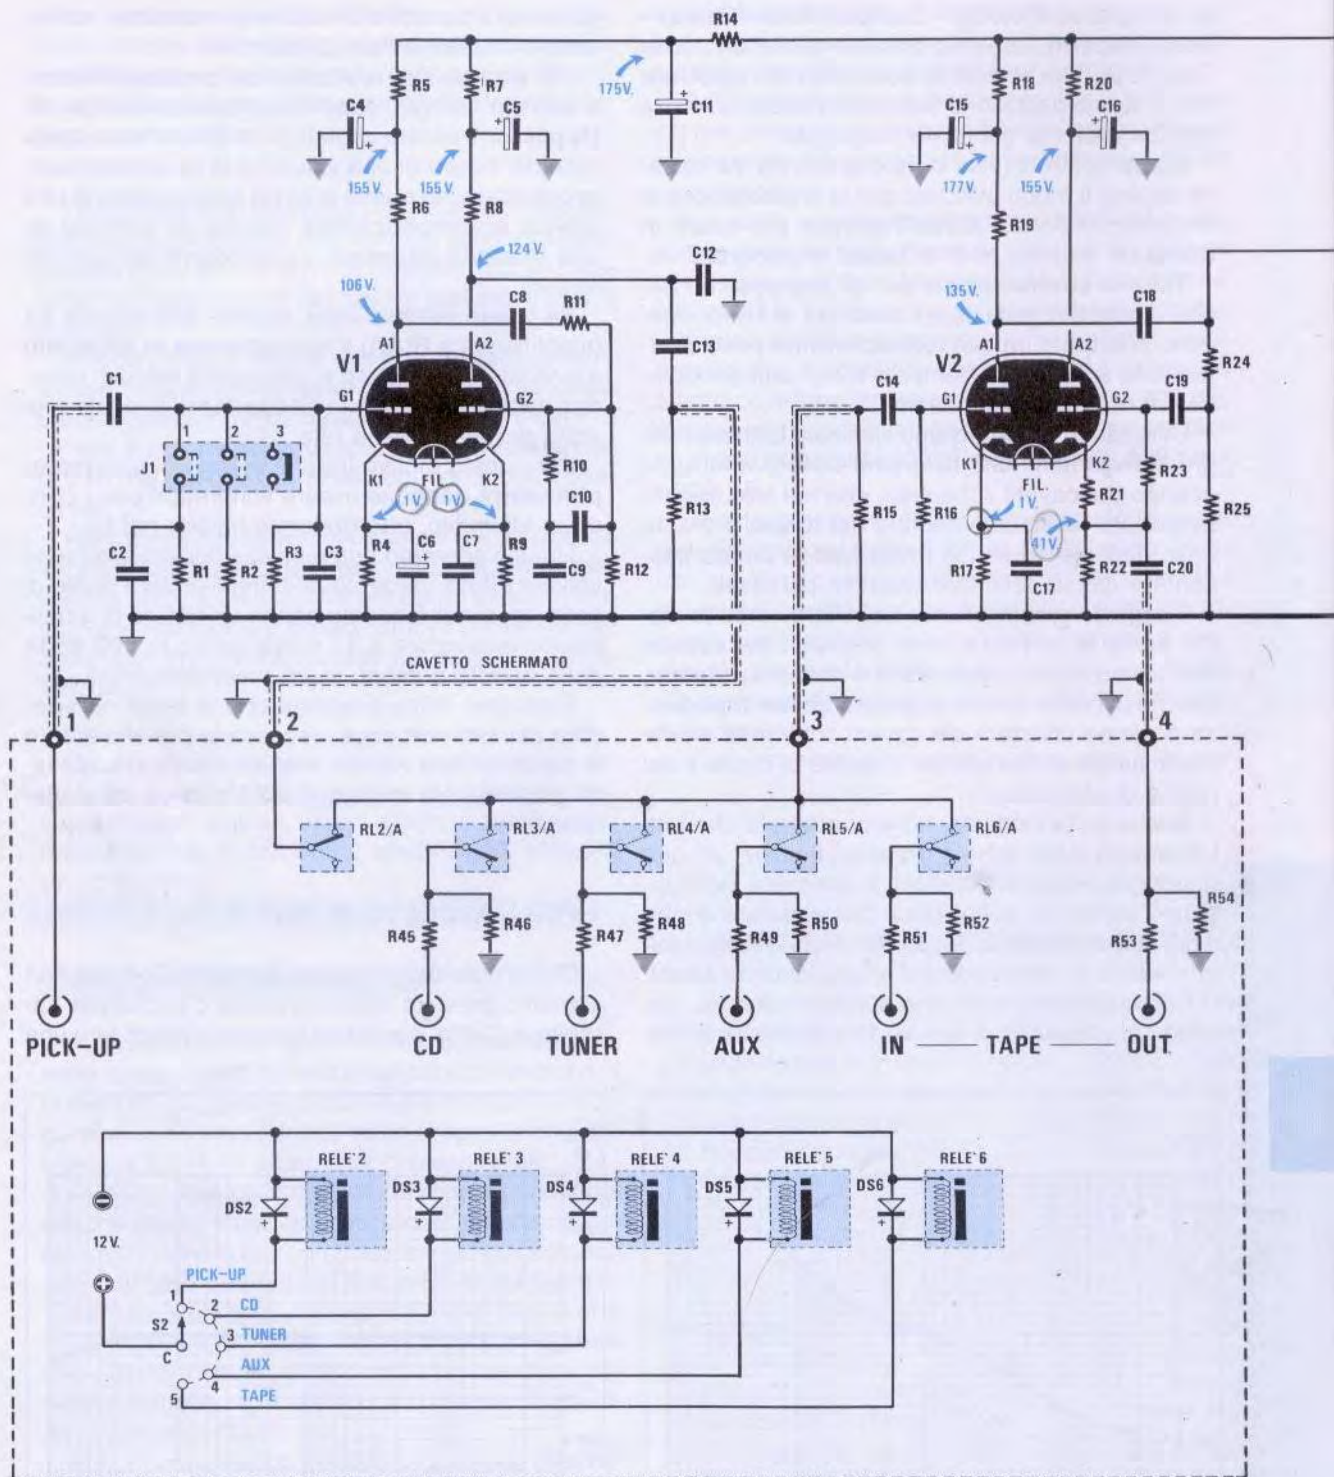 R14
R5
R7
R18
R20
C4
C5
175V.
C11
C15
C16
155 V.
155 V.
177V.
155V.
R6
R8
R19
124 V.
C12
106V.
C8
R11
135V.
C18
A1
A2
C13
A1
A2
V1
V2
R24
C1
C14
C19
G1
G2
G1
G2
1
2
3
J1
R10
R23
K1
FIL.
K2
K1
FIL.
K2
1V
1V
1V.
R21
C10
R13
R15
R16
R25
41V
C2
R1
R2
R3
C3
R4
C6
C7
R9
C9
R12
R17
C17
R22
C20
CAVETTO SCHERMATO
1
2
3
4
RL2/A
RL3/A
RL4/A
RL5/A
RL6/A
R45
R46
R47
R48
R49
R50
R51
R52
R53
R54
PICK-UP
CD
TUNER
AUX
IN — TAPE — OUT
RELE` 2
RELE` 3
RELE` 4
RELE` 5
RELE` 6
DS2
DS3
DS4
DS5
DS6
12 V.
PICK-UP
1
2
CD
S2
3
TUNER
C
AUX
4
5
TAPE